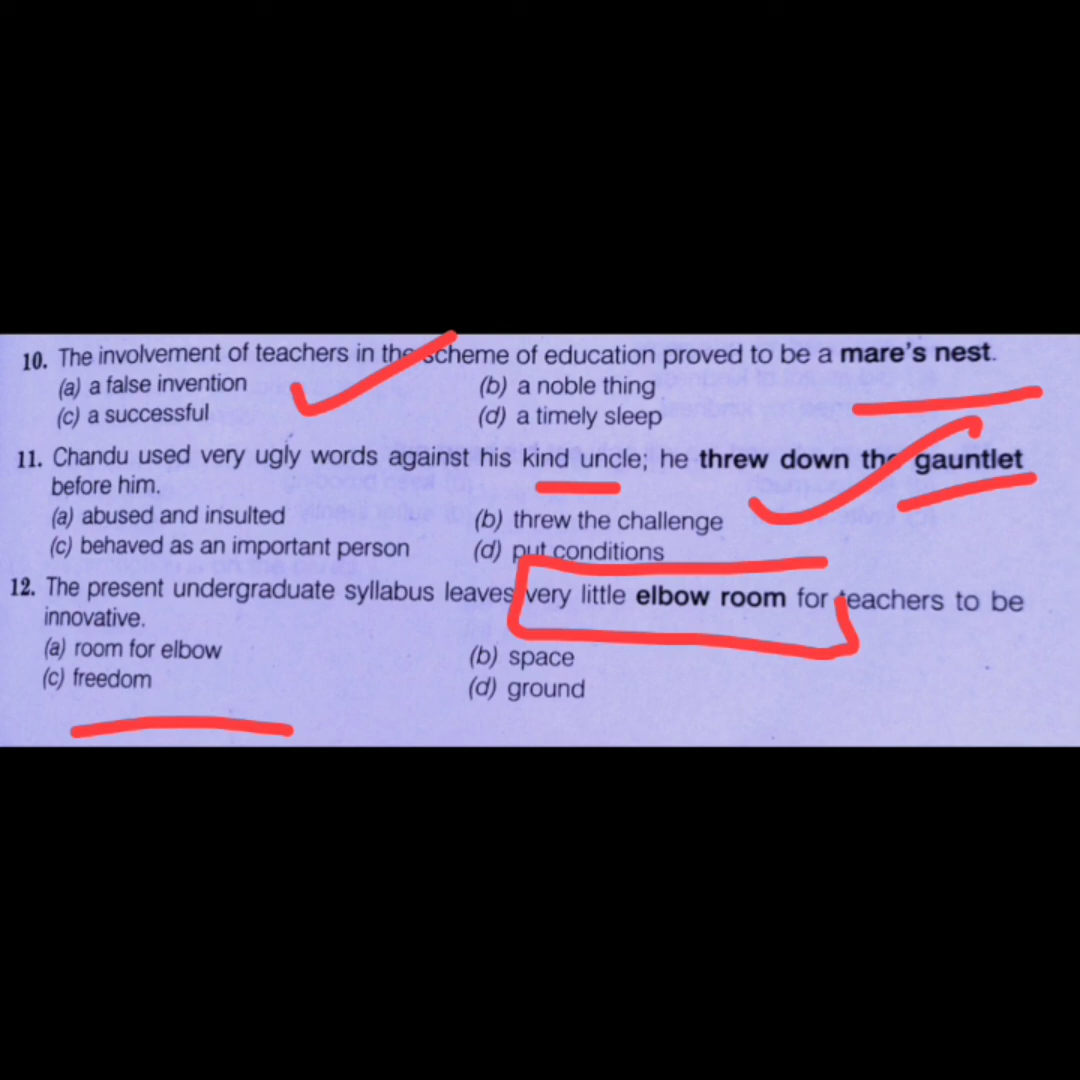 10. The involvement of teachers in the scheme of education proved to be a mare's nest.
(a) a false invention (b) a noble thing
(c) a successful (d) a timely sleep
11. Chandu used very ugly words against his kind uncle; he threw down the gauntlet
before him.
(a) abused and insulted (b) threw the challenge
(c) behaved as an important person (d) put conditions
12. The present undergraduate syllabus leaves very little elbow room for teachers to be
innovative.
(a) room for elbow (b) space
(c) freedom (d) ground